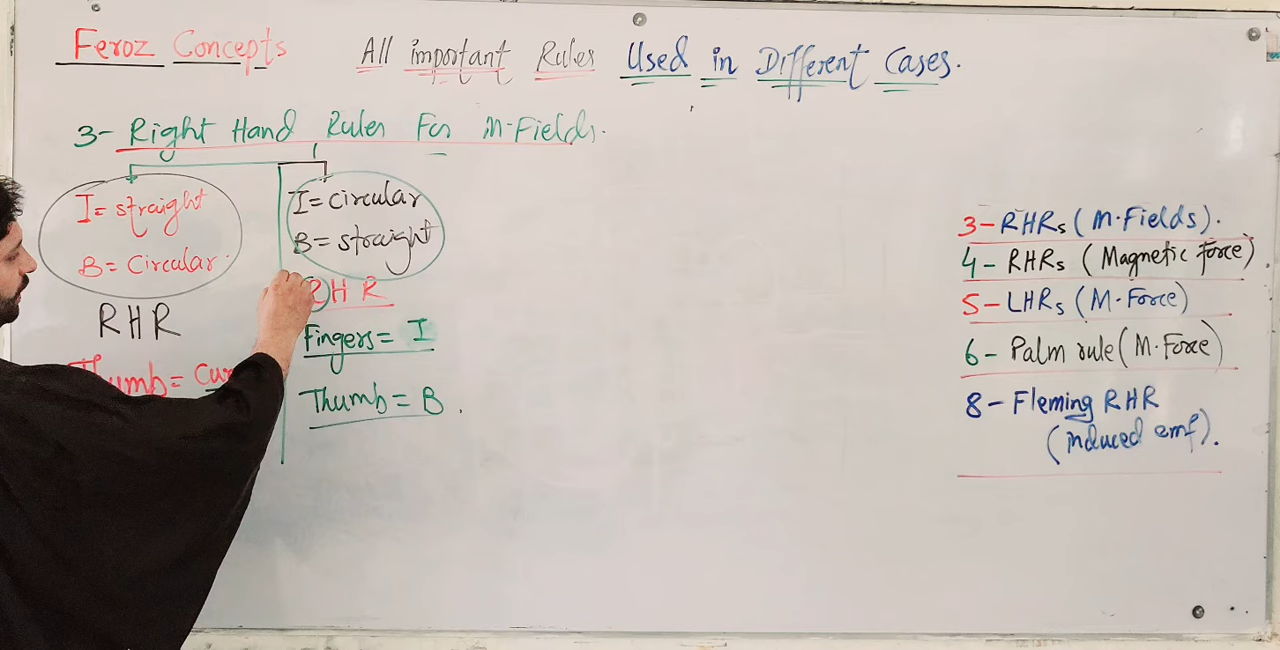 Feroz Concepts
All important Rules Used in Different Cases.
3- Right Hand Rules For M-Fields.
I= straight
B= Circular.
RHR
Thumb= Cur
I= circular
B= straight
RHR
Fingers= I
Thumb= B.
3- RHRs (M.Fields).
4- RHRs (Magnetic force)
5- LHRs (M-Force)
6- Palm rule (M.Force)
8- Fleming RHR
(induced emf).